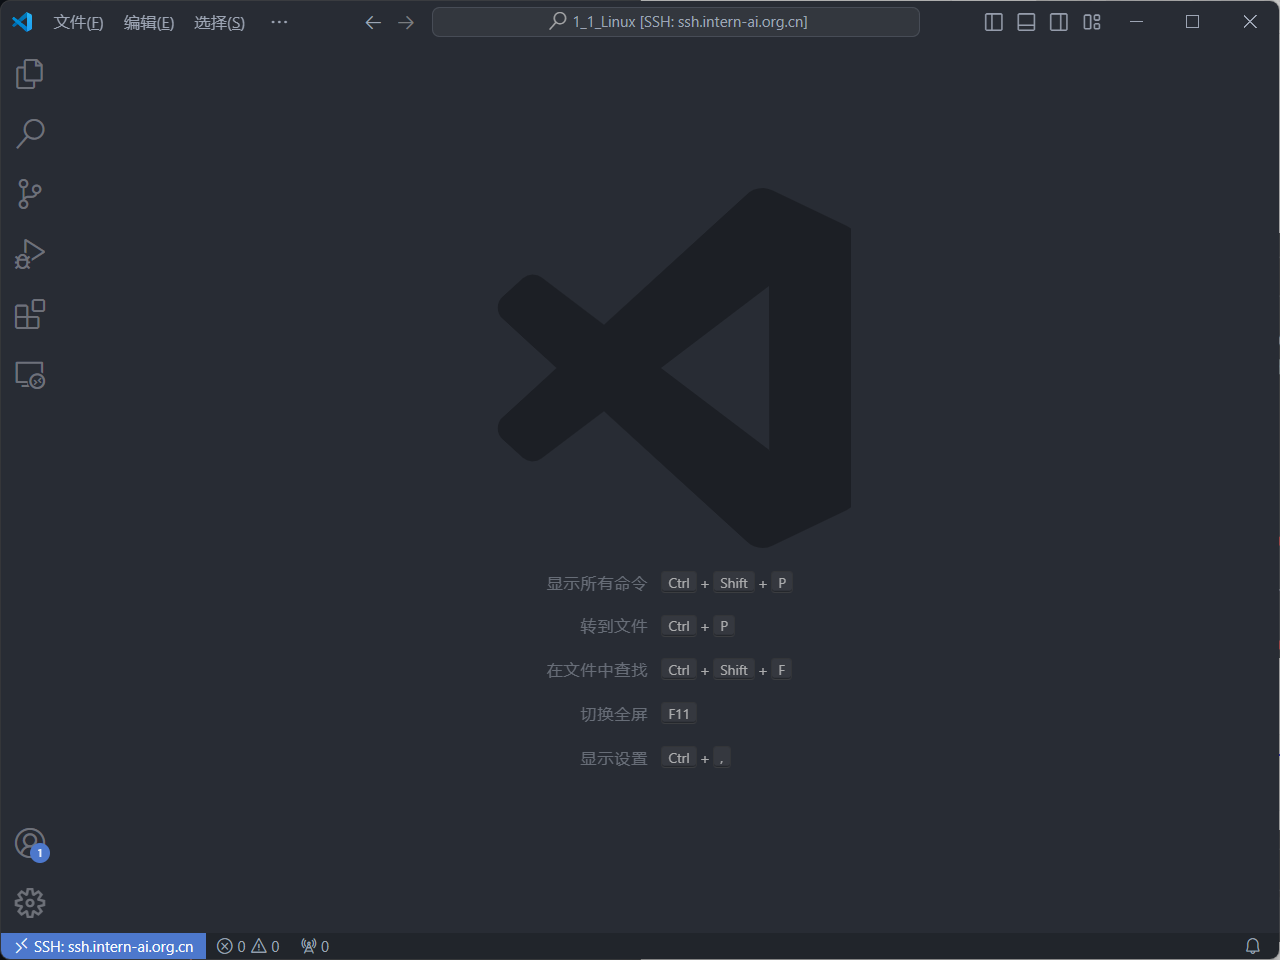 文件(F) 编辑(E) 选择(S) ··· 1_1_Linux [SSH: ssh.intern-ai.org.cn]
显示所有命令 Ctrl + Shift + P
转到文件 Ctrl + P
在文件中查找 Ctrl + Shift + F
切换全屏 F11
显示设置 Ctrl + ,
1
SSH: ssh.intern-ai.org.cn 0 0 0